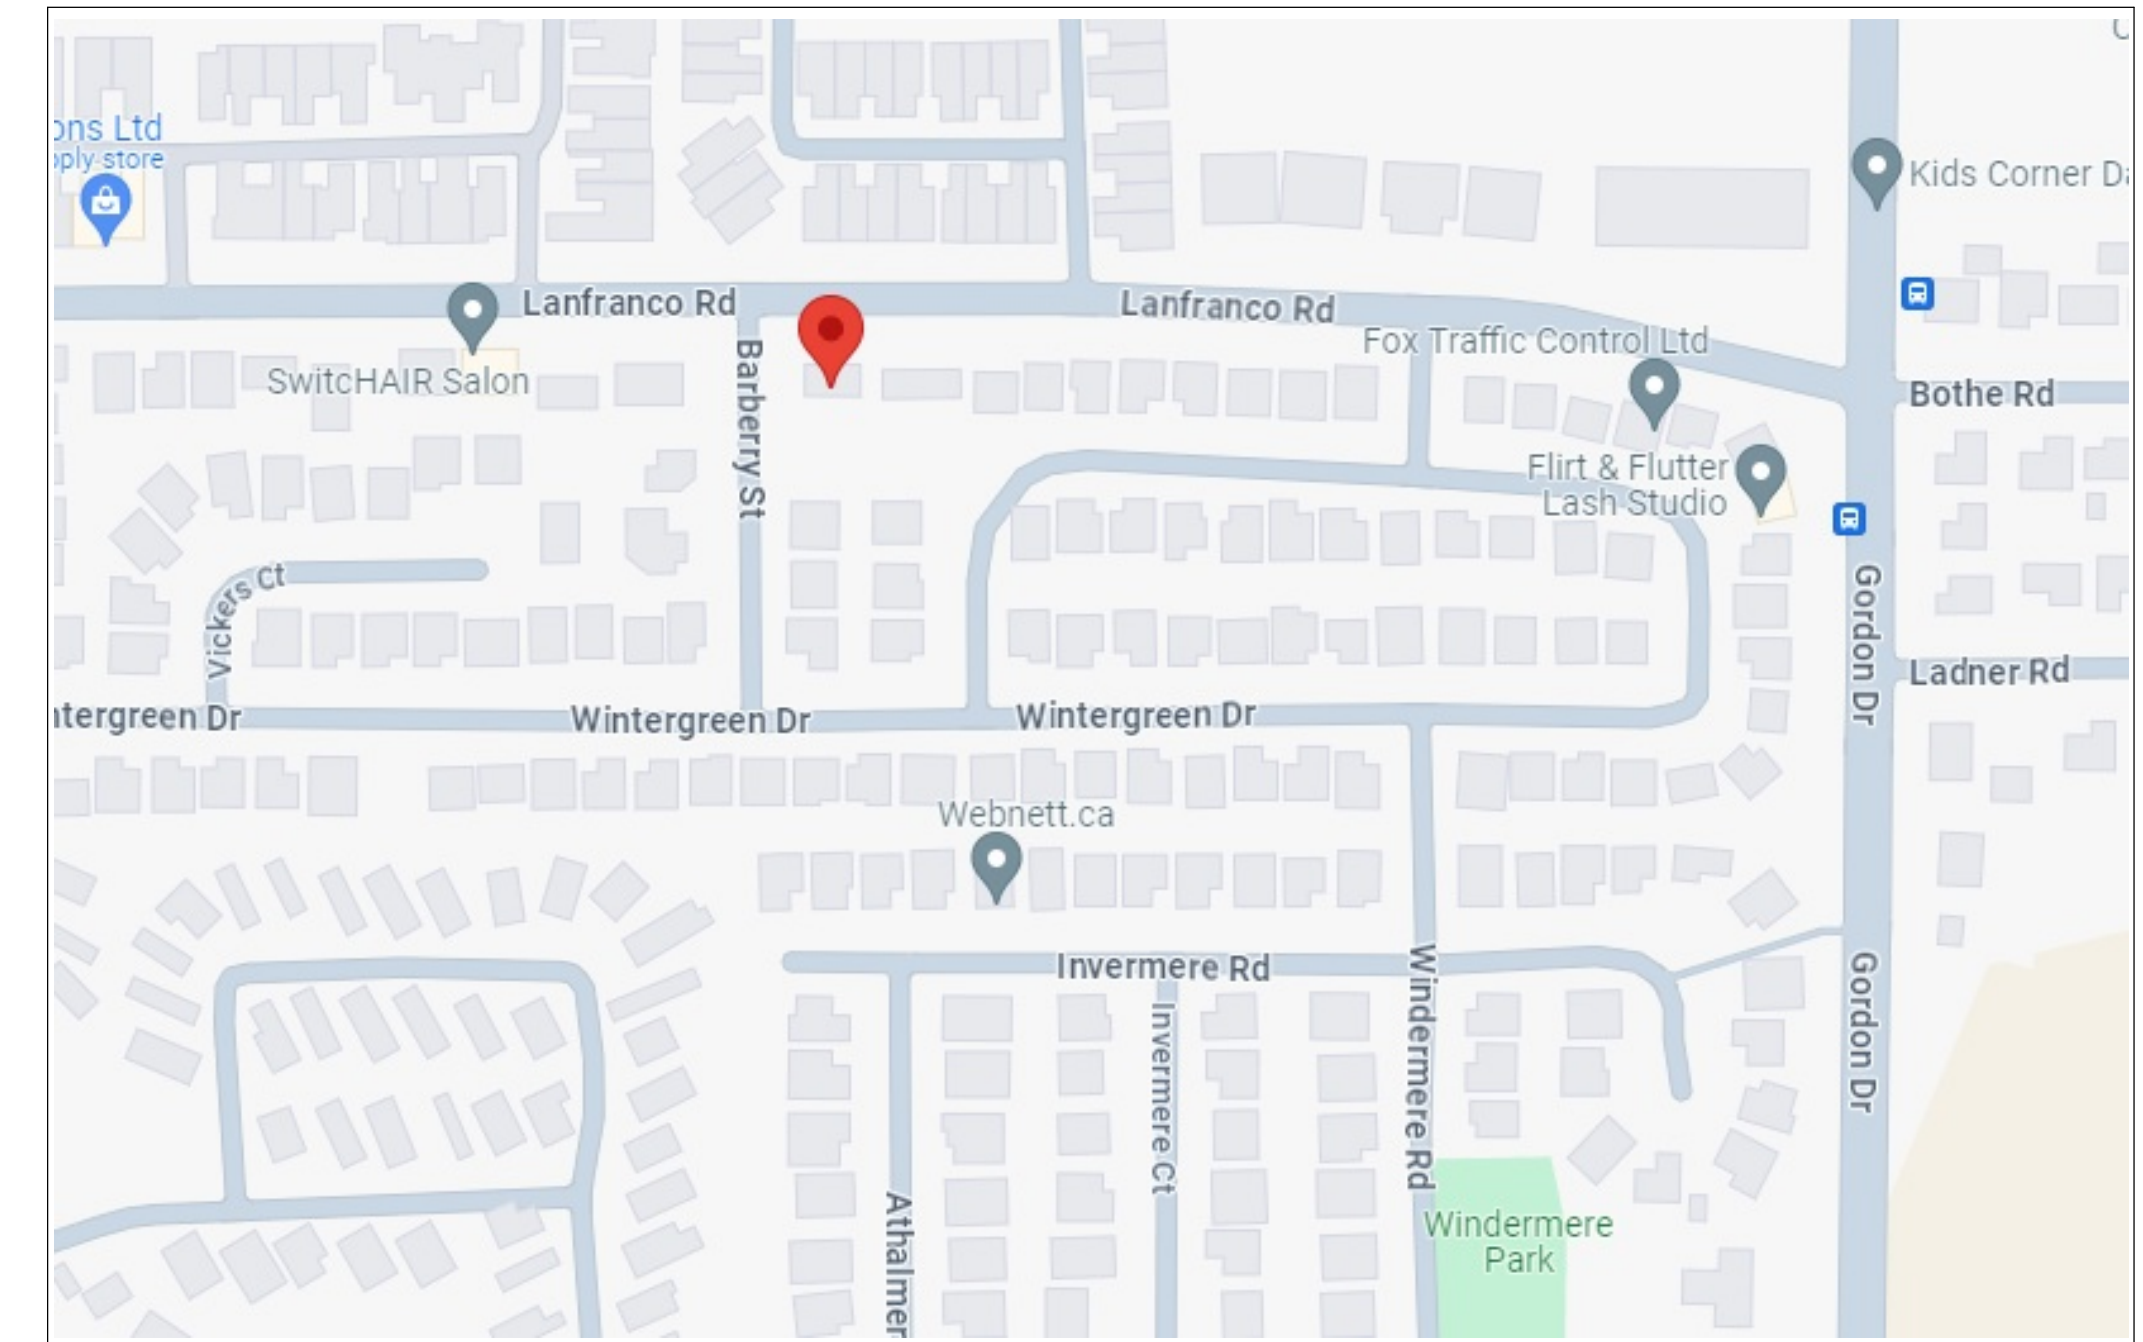 ons Ltd
pply store
Kids Corner Da
Lanfranco Rd
Lanfranco Rd
Fox Traffic Control Ltd
SwitcHAIR Salon
Barberry St
Bothe Rd
Flirt & Flutter
Lash Studio
Vickers Ct
Gordon Dr
Ladner Rd
ntergreen Dr
Wintergreen Dr
Wintergreen Dr
Webnett.ca
Invermere Rd
Windermere Rd
Gordon Dr
Invermere Ct
Athalmer
Windermere
Park